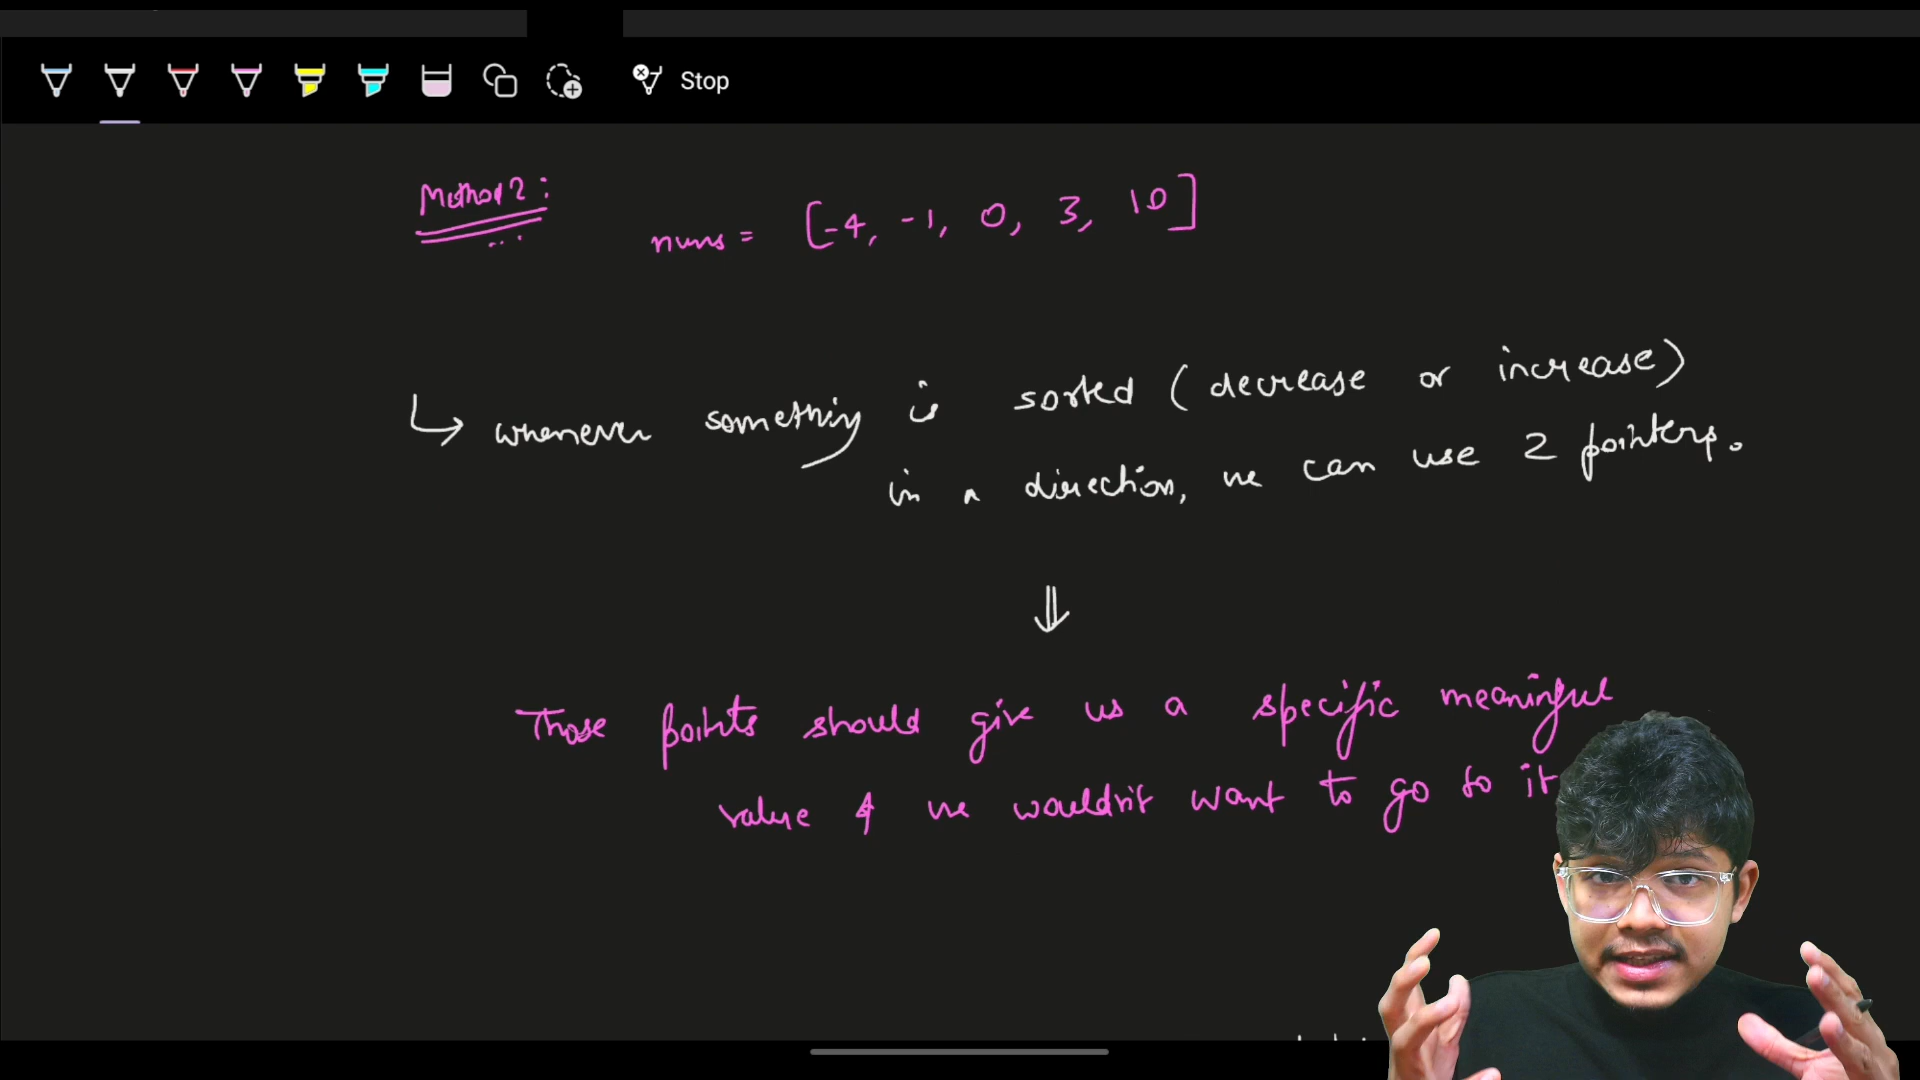 Stop
Method 2:
nums = [-4, -1, 0, 3, 10]
↳ whenever something is sorted (decrease or increase)
in a direction, we can use 2 pointers.
⇓
Those points should give us a specific meaningful
value & we wouldn't want to go to it